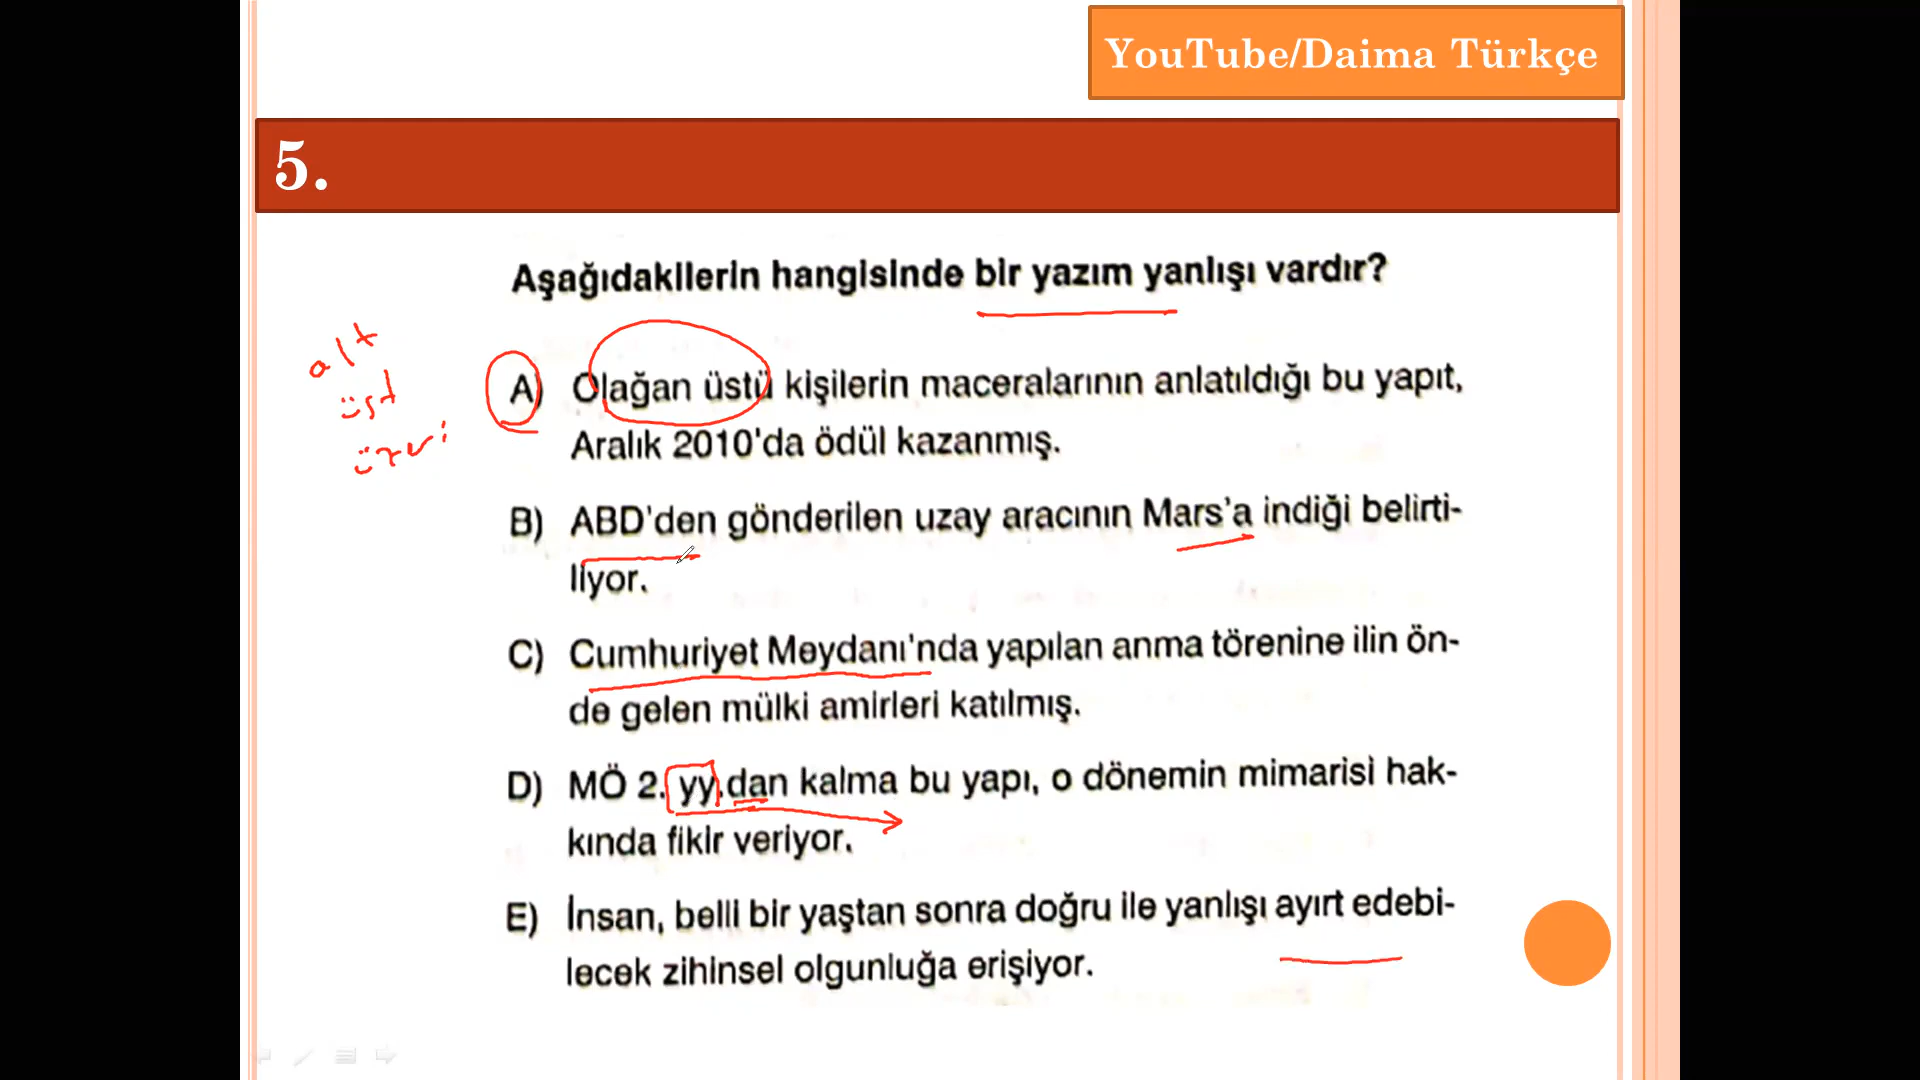 YouTube/Daima Türkçe
5.
Aşağıdakilerin hangisinde bir yazım yanlışı vardır?
alt
üst
üzeri
A) Olağan üstü kişilerin maceralarının anlatıldığı bu yapıt,
Aralık 2010'da ödül kazanmış.
B) ABD'den gönderilen uzay aracının Mars'a indiği belirti-
liyor.
C) Cumhuriyet Meydanı'nda yapılan anma törenine ilin ön-
de gelen mülki amirleri katılmış.
D) MÖ 2. yy.dan kalma bu yapı, o dönemin mimarisi hak-
kında fikir veriyor.
E) İnsan, belli bir yaştan sonra doğru ile yanlışı ayırt edebi-
lecek zihinsel olgunluğa erişiyor.